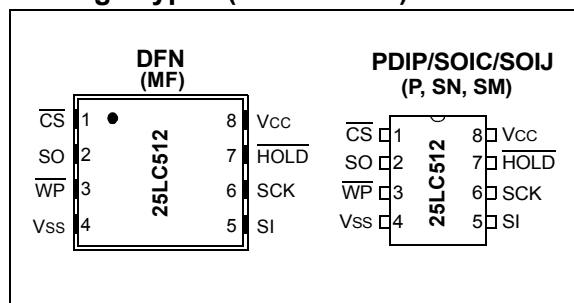 DFN
(MF)
CS 1 8 VCC
SO 2 7 HOLD
WP 3 6 SCK
VSS 4 5 SI
25LC512
PDIP/SOIC/SOIJ
(P, SN, SM)
CS 1 8 VCC
SO 2 7 HOLD
WP 3 6 SCK
VSS 4 5 SI
25LC512